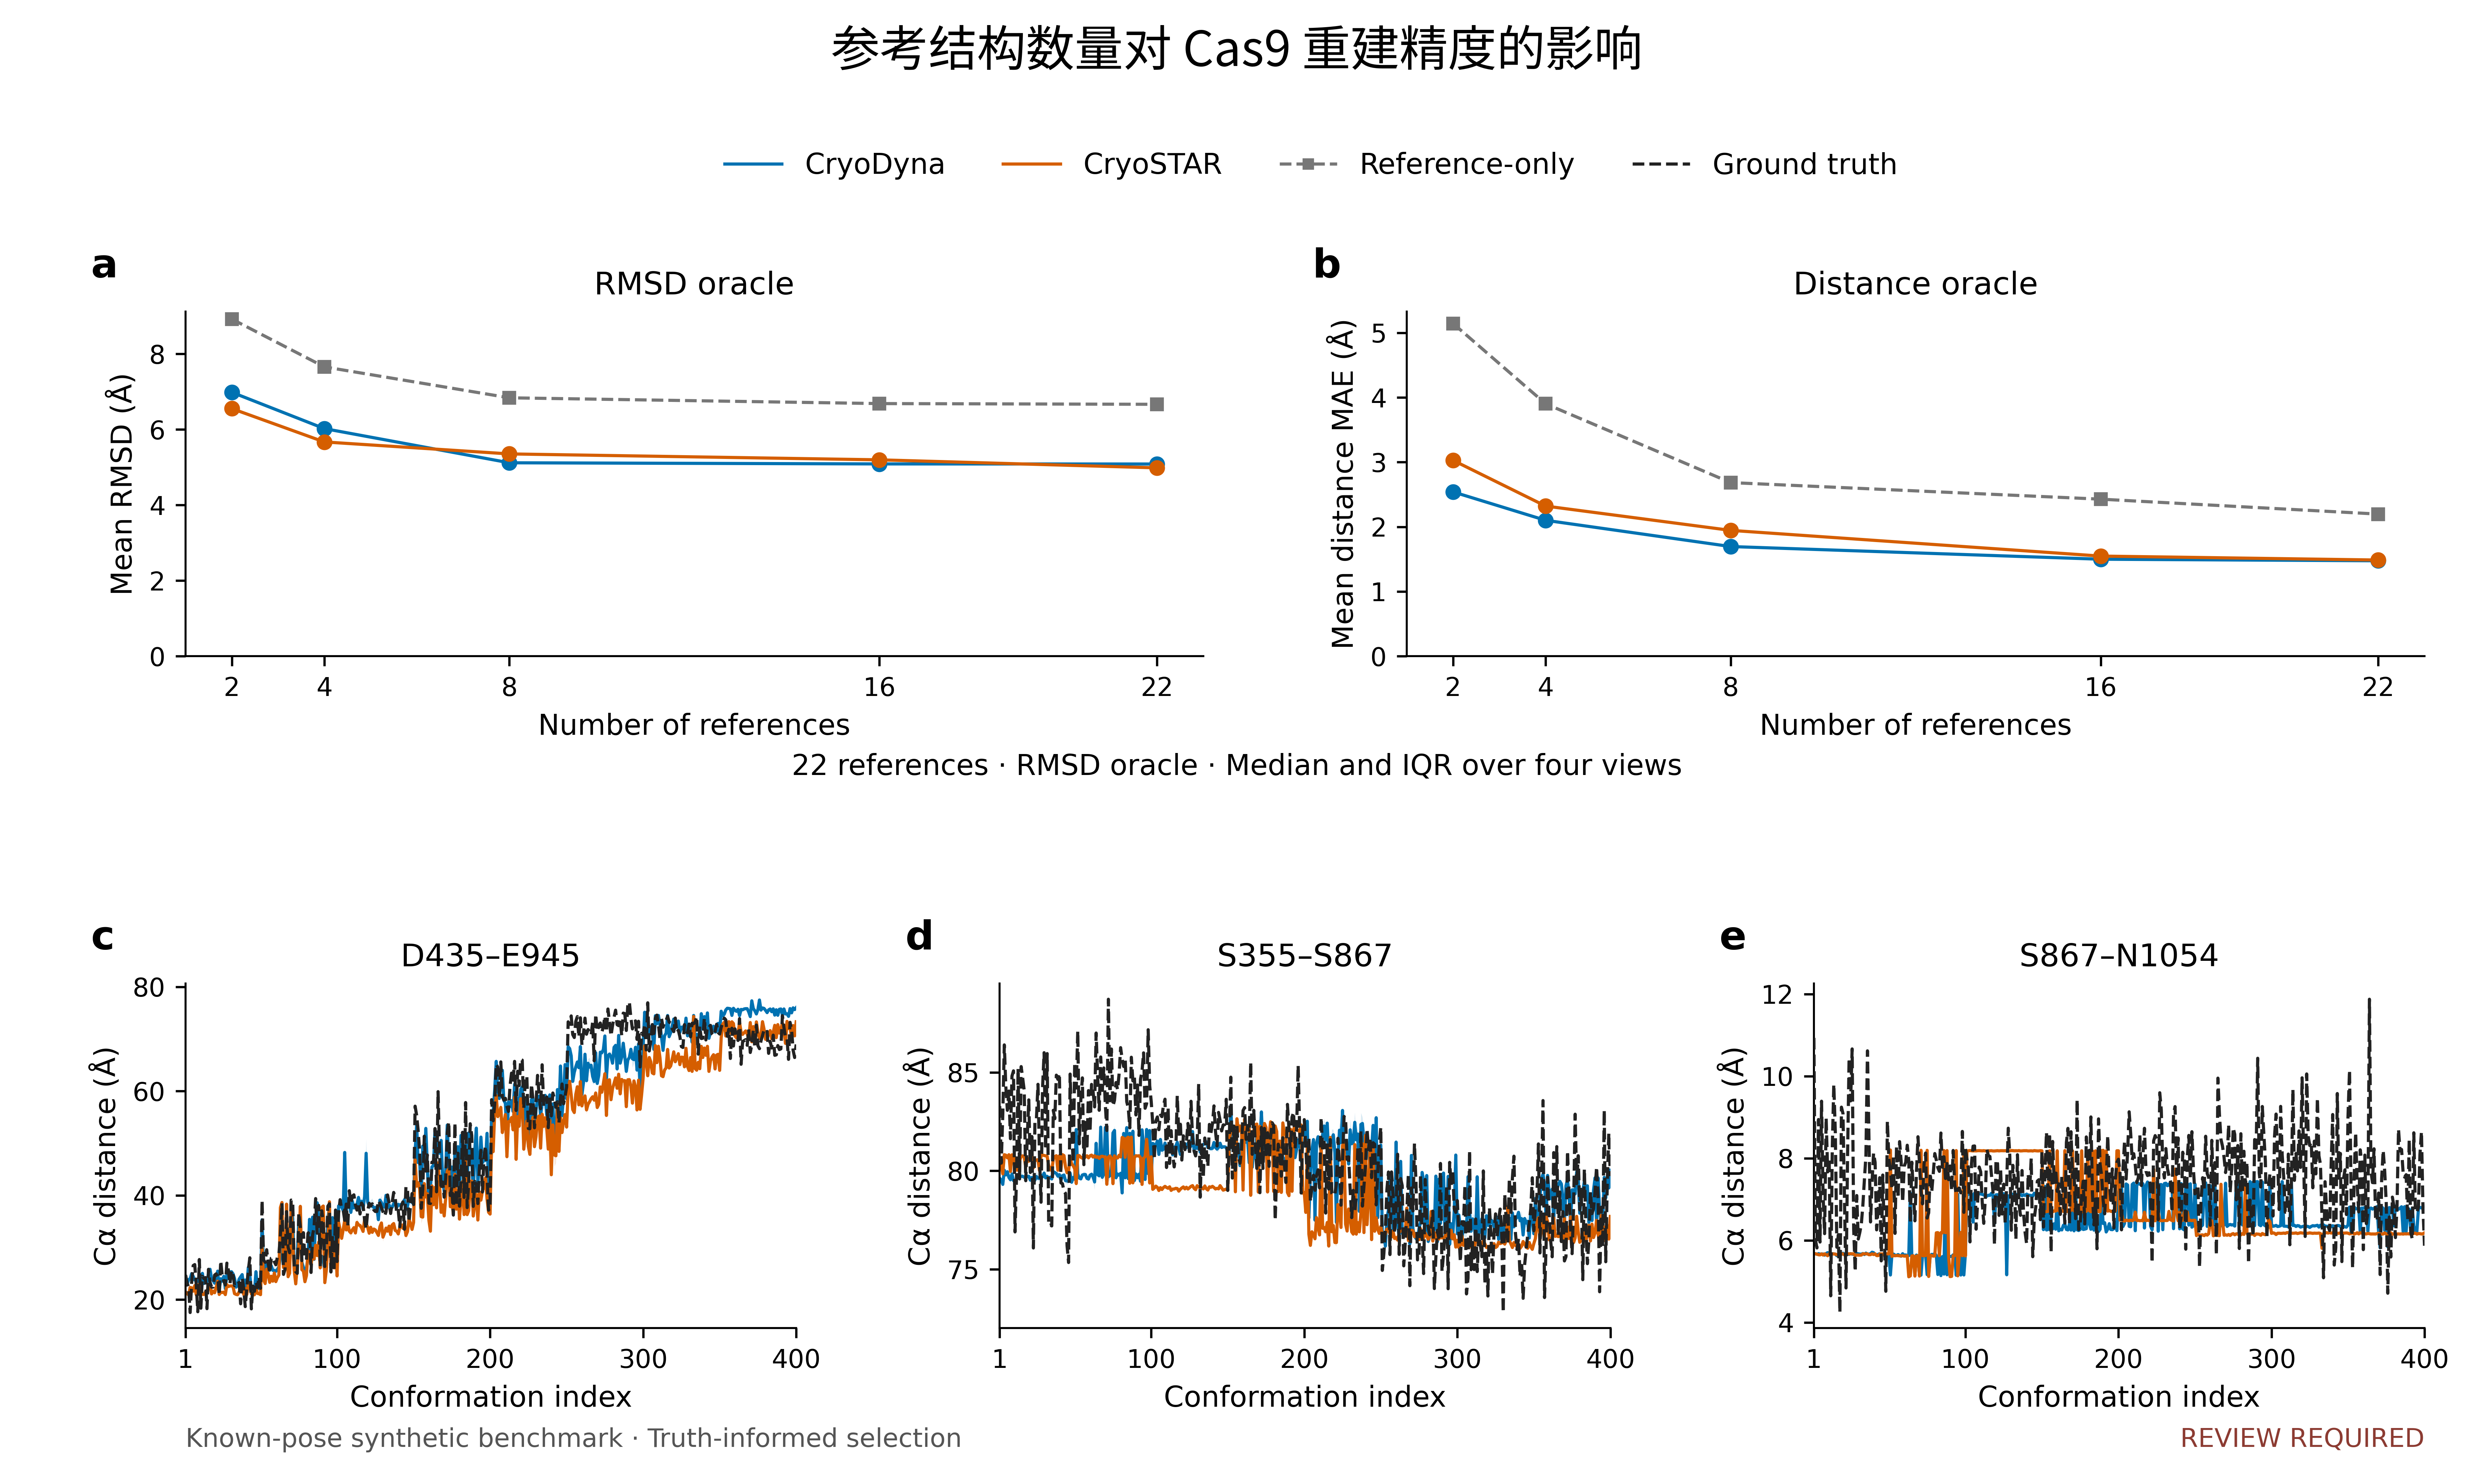 参考结构数量对 Cas9 重建精度的影响
CryoDyna
CryoSTAR
Reference-only
Ground truth
a
RMSD oracle
Mean RMSD (Å)
8
6
4
2
0
2 4 8 16 22
Number of references
b
Distance oracle
Mean distance MAE (Å)
5
4
3
2
1
0
2 4 8 16 22
Number of references
22 references · RMSD oracle · Median and IQR over four views
c
D435–E945
Cα distance (Å)
80
60
40
20
1 100 200 300 400
Conformation index
d
S355–S867
Cα distance (Å)
85
80
75
1 100 200 300 400
Conformation index
e
S867–N1054
Cα distance (Å)
12
10
8
6
4
1 100 200 300 400
Conformation index
Known-pose synthetic benchmark · Truth-informed selection
REVIEW REQUIRED